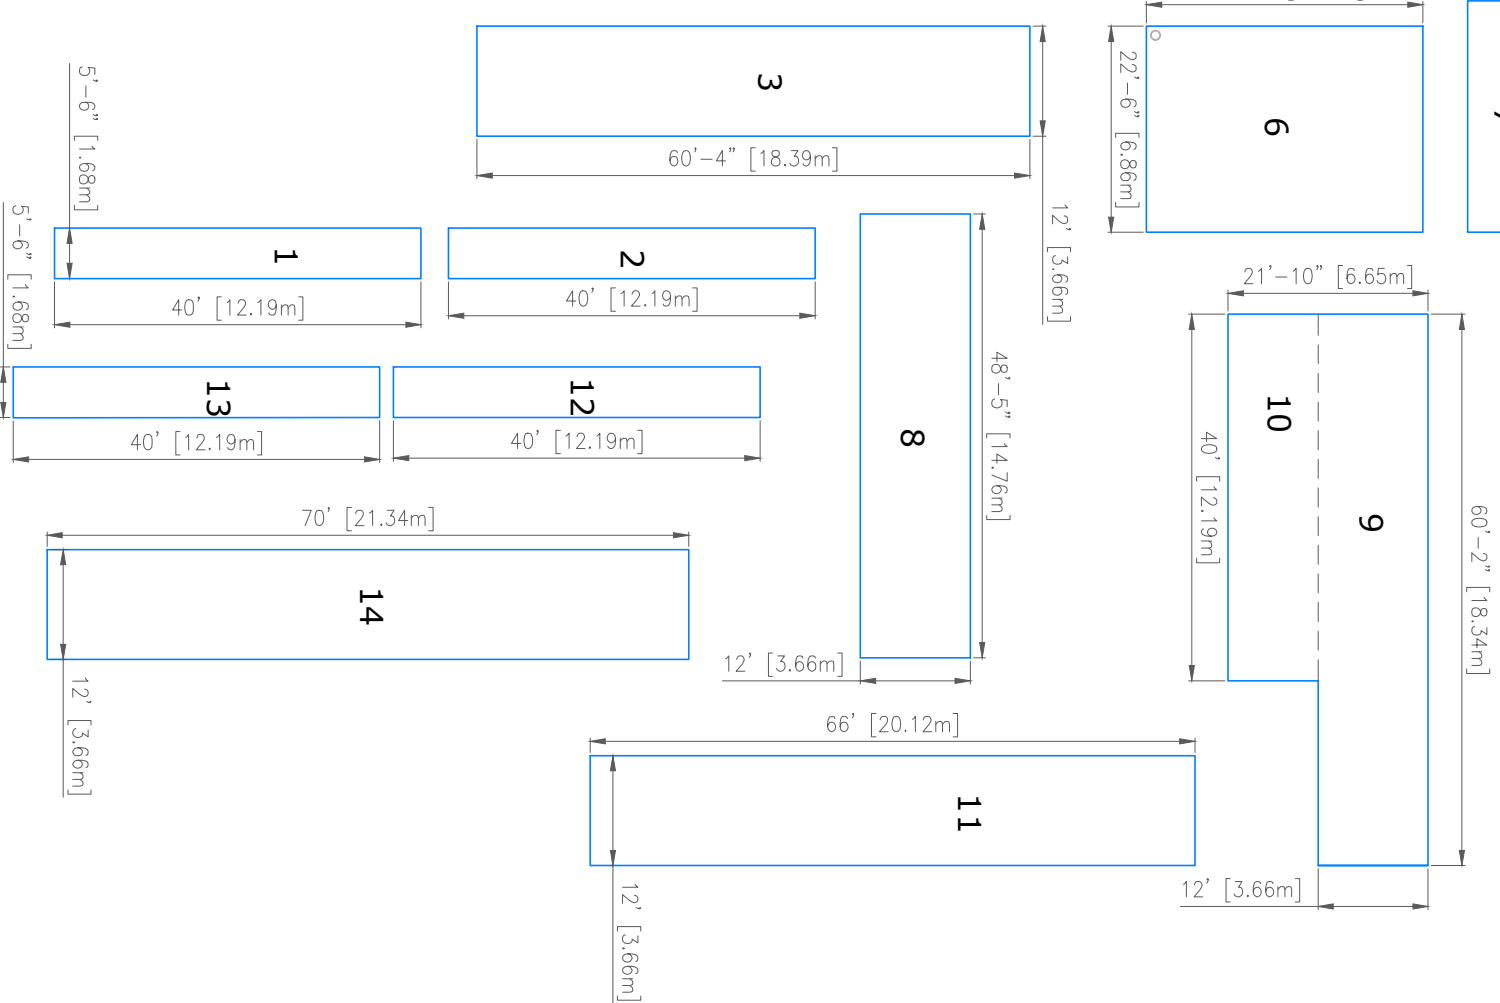 3
60'-4" [18.39m]
12' [3.66m]
22'-6" [6.86m]
6
5'-6" [1.68m]
1
40' [12.19m]
2
40' [12.19m]
5'-6" [1.68m]
13
40' [12.19m]
12
40' [12.19m]
8
48'-5" [14.76m]
12' [3.66m]
21'-10" [6.65m]
10
40' [12.19m]
9
60'-2" [18.34m]
12' [3.66m]
70' [21.34m]
14
12' [3.66m]
66' [20.12m]
11
12' [3.66m]